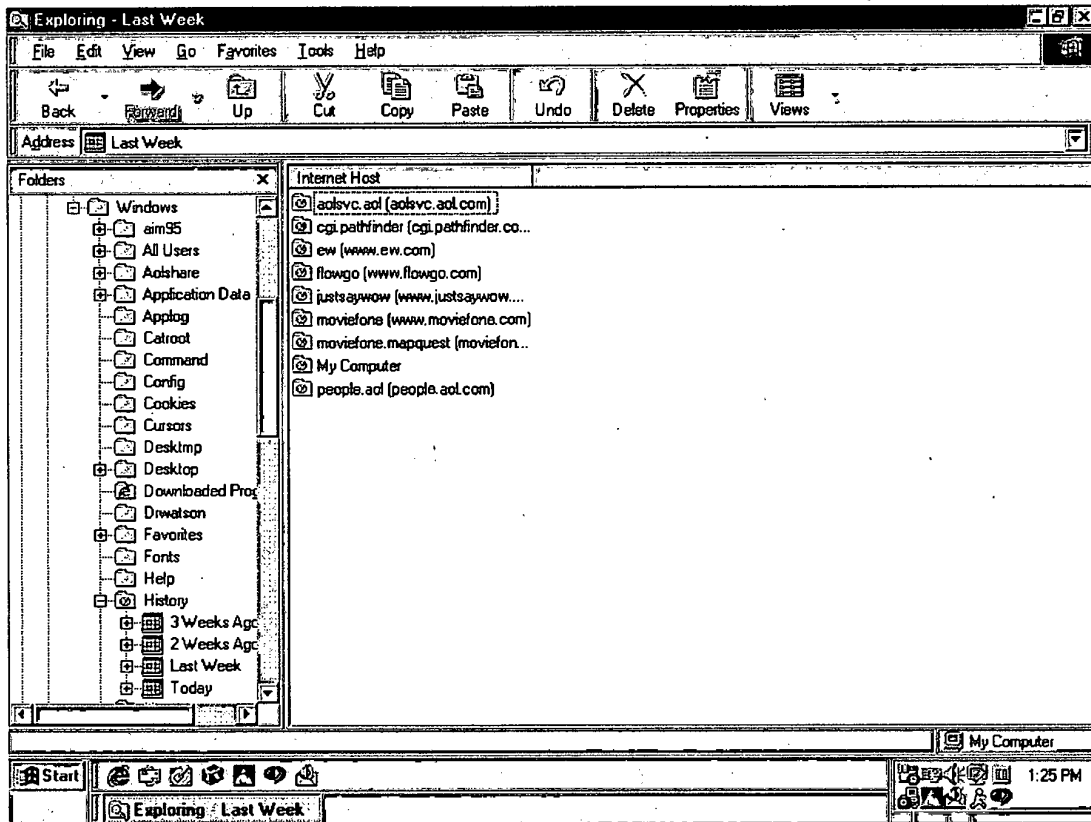 Exploring - Last Week
File Edit View Go Favorites Tools Help
Back Forward Up Cut Copy Paste Undo Delete Properties Views
Address Last Week
Folders
Windows
aim95
All Users
Aolshare
Application Data
Applog
Catroot
Command
Config
Cookies
Cursors
Desktmp
Desktop
Downloaded Prog
Drwatson
Favorites
Fonts
Help
History
3 Weeks Ago
2 Weeks Ago
Last Week
Today
Internet Host
aolsvc.aol (aolsvc.aol.com)
cgi.pathfinder (cgi.pathfinder.co...
ew (www.ew.com)
flowgo (www.flowgo.com)
justsaywow (www.justsaywow....
moviefone (www.moviefone.com)
moviefone.mapquest (moviefon...
My Computer
people.aol (people.aol.com)
My Computer
Start
1:25 PM
Exploring - Last Week